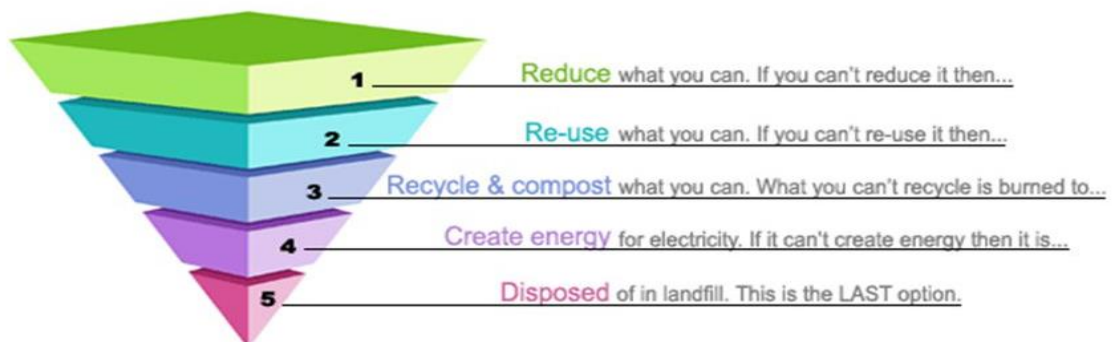 1 Reduce what you can. If you can't reduce it then...
2 Re-use what you can. If you can't re-use it then...
3 Recycle & compost what you can. What you can't recycle is burned to...
4 Create energy for electricity. If it can't create energy then it is...
5 Disposed of in landfill. This is the LAST option.